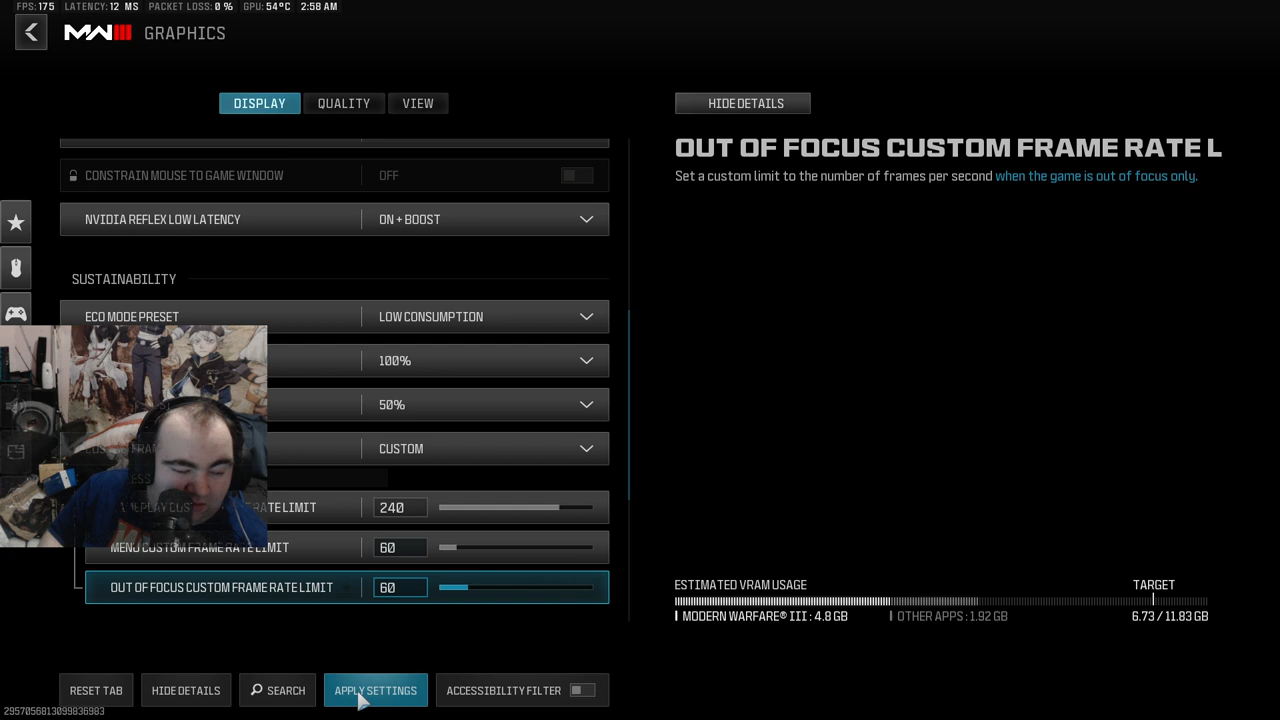 FPS: 175 LATENCY: 12 MS PACKET LOSS: 0 % GPU: 54ºC 2:58 AM
MWIII GRAPHICS
DISPLAY QUALITY VIEW
HIDE DETAILS
OUT OF FOCUS CUSTOM FRAME RATE L
Set a custom limit to the number of frames per second when the game is out of focus only.
CONSTRAIN MOUSE TO GAME WINDOW OFF
NVIDIA REFLEX LOW LATENCY ON + BOOST
SUSTAINABILITY
ECO MODE PRESET LOW CONSUMPTION
100%
50%
CUSTOM
RATE LIMIT 240
MENU CUSTOM FRAME RATE LIMIT 60
OUT OF FOCUS CUSTOM FRAME RATE LIMIT 60
ESTIMATED VRAM USAGE TARGET
MODERN WARFARE® III : 4.8 GB OTHER APPS : 1.92 GB 6.73 / 11.83 GB
RESET TAB HIDE DETAILS SEARCH APPLY SETTINGS ACCESSIBILITY FILTER
2957056813099836983